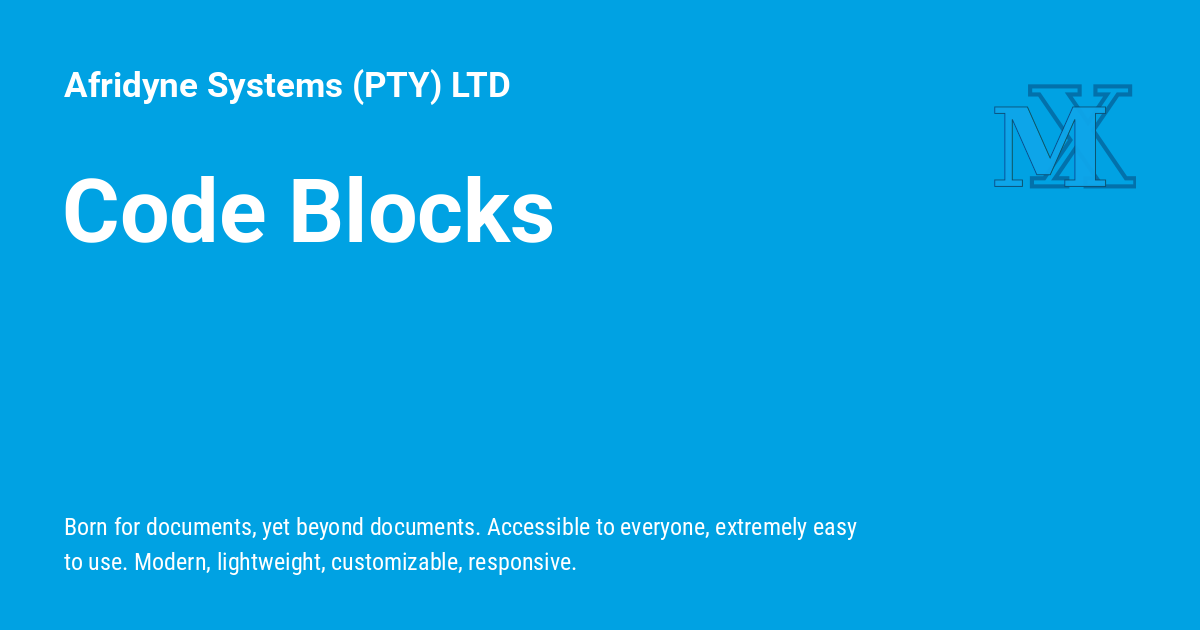 Afridyne Systems (PTY) LTD
MX
Code Blocks
Born for documents, yet beyond documents. Accessible to everyone, extremely easy
to use. Modern, lightweight, customizable, responsive.